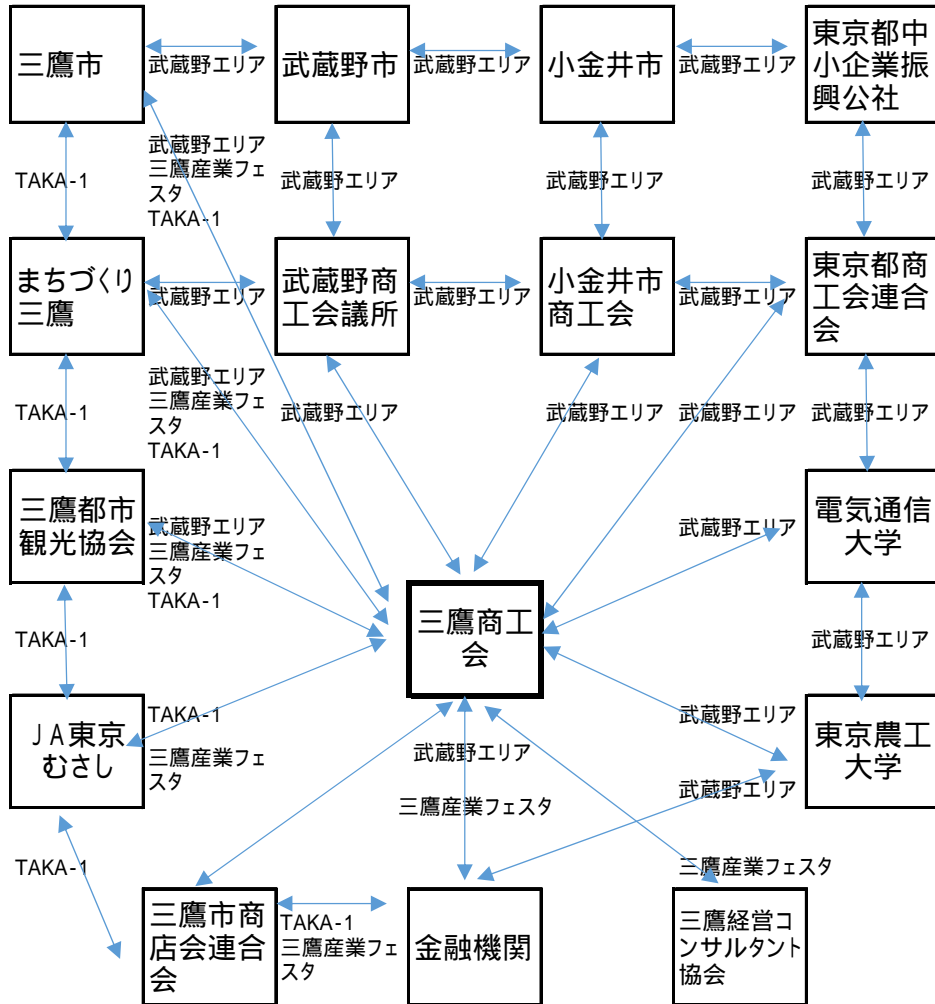 三鷹市
武蔵野エリア
武蔵野市
武蔵野エリア
小金井市
武蔵野エリア
東京都中
小企業振
興公社
TAKA-1
武蔵野エリア
三鷹産業フェ
スタ
TAKA-1
武蔵野エリア
武蔵野エリア
武蔵野エリア
まちづくり
三鷹
武蔵野エリア
武蔵野商
工会議所
武蔵野エリア
小金井市
商工会
武蔵野エリア
東京都商
工会連合
会
TAKA-1
武蔵野エリア
三鷹産業フェ
スタ
TAKA-1
武蔵野エリア
武蔵野エリア
武蔵野エリア
武蔵野エリア
三鷹都市
観光協会
武蔵野エリア
三鷹産業フェ
スタ
TAKA-1
武蔵野エリア
電気通信
大学
三鷹商工
会
TAKA-1
武蔵野エリア
JA東京
むさし
TAKA-1
三鷹産業フェ
スタ
武蔵野エリア
三鷹産業フェスタ
武蔵野エリア
武蔵野エリア
東京農工
大学
TAKA-1
三鷹市商
店会連合
会
TAKA-1
三鷹産業フェ
スタ
金融機関
三鷹産業フェスタ
三鷹経営コ
ンサルタント
協会